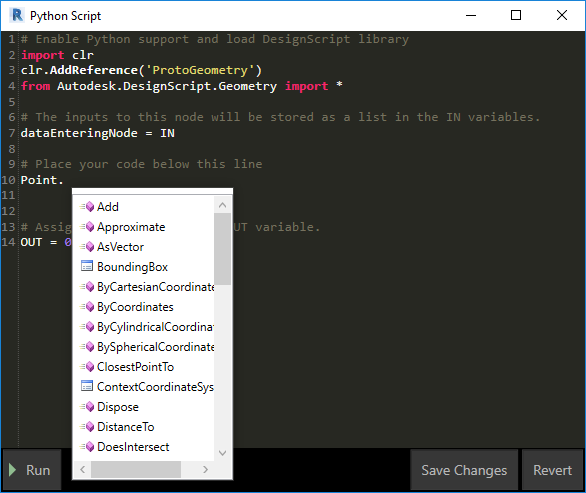 Python Script
1 # Enable Python support and load DesignScript library
2 import clr
3 clr.AddReference('ProtoGeometry')
4 from Autodesk.DesignScript.Geometry import *
5
6 # The inputs to this node will be stored as a list in the IN variables.
7 dataEnteringNode = IN
8
9 # Place your code below this line
10 Point.
11
12
13 # Assig UT variable.
14 OUT = 0
Add
Approximate
AsVector
BoundingBox
ByCartesianCoordinate
ByCoordinates
ByCylindricalCoordina
BySphericalCoordinate
ClosestPointTo
ContextCoordinateSys
Dispose
DistanceTo
DoesIntersect
Run
Save Changes
Revert